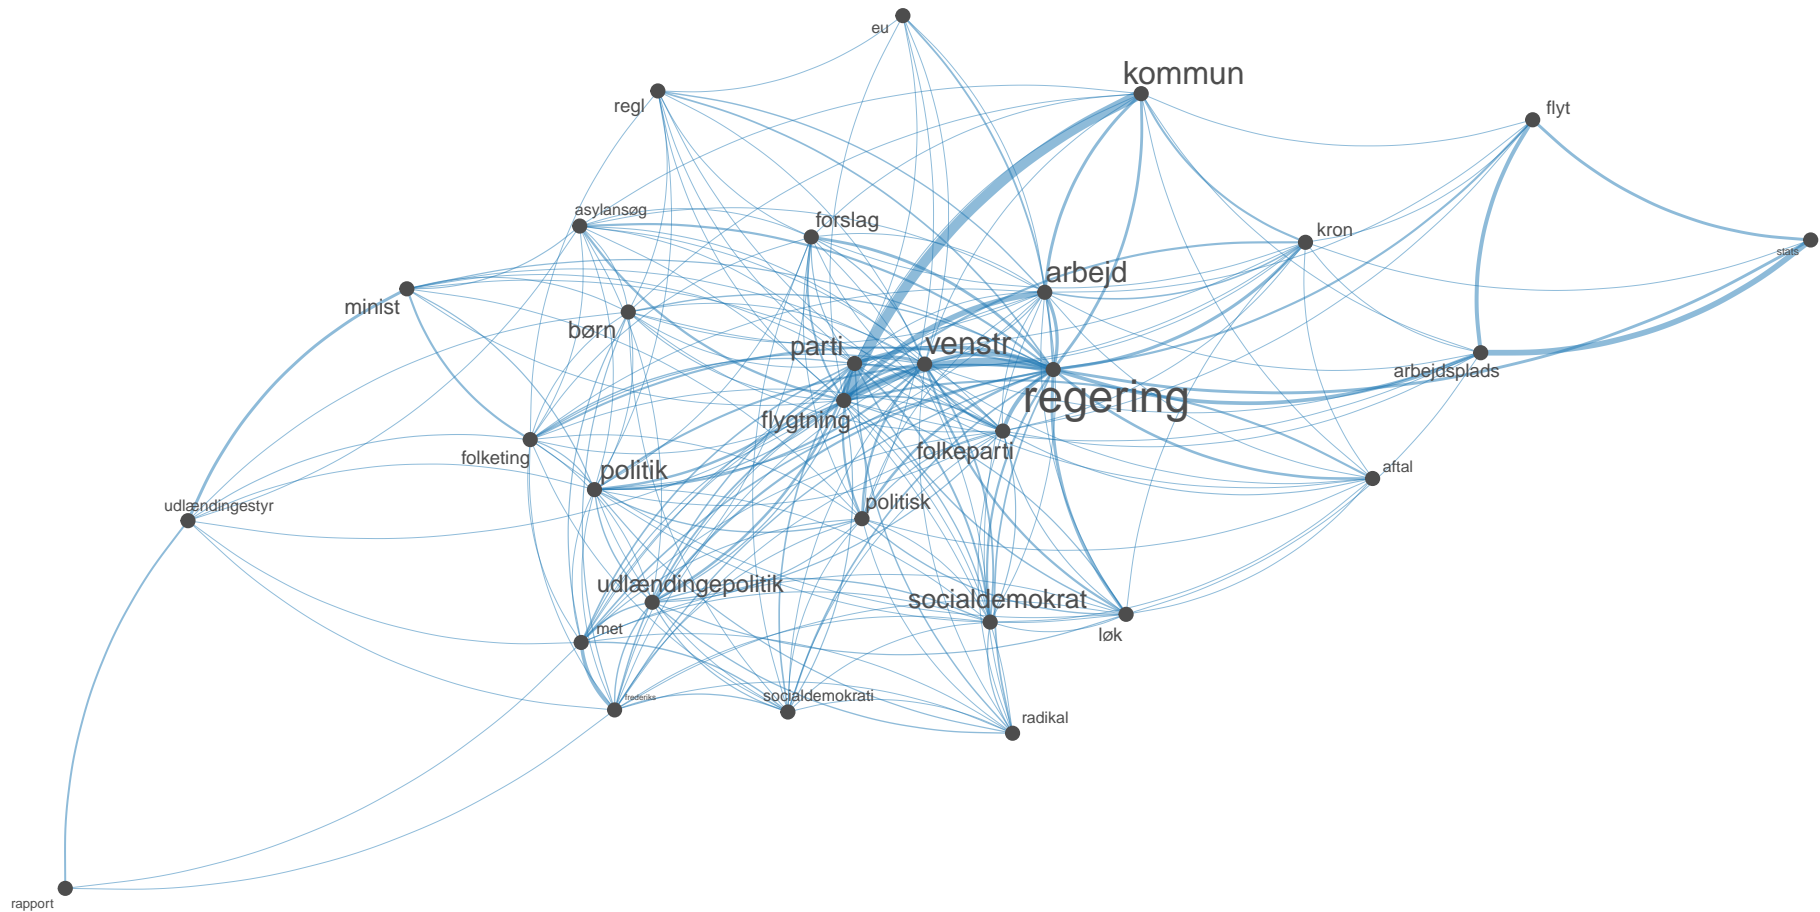 eu
kommun
regl
flyt
asylansøg
forslag
kron
stats
arbejd
minist
børn
parti
venstr
arbejdsplads
regering
flygtning
folketing
folkeparti
politik
aftal
udlændingestyr
politisk
udlændingepolitik
socialdemokrat
met
løk
frederiks
socialdemokrati
radikal
rapport